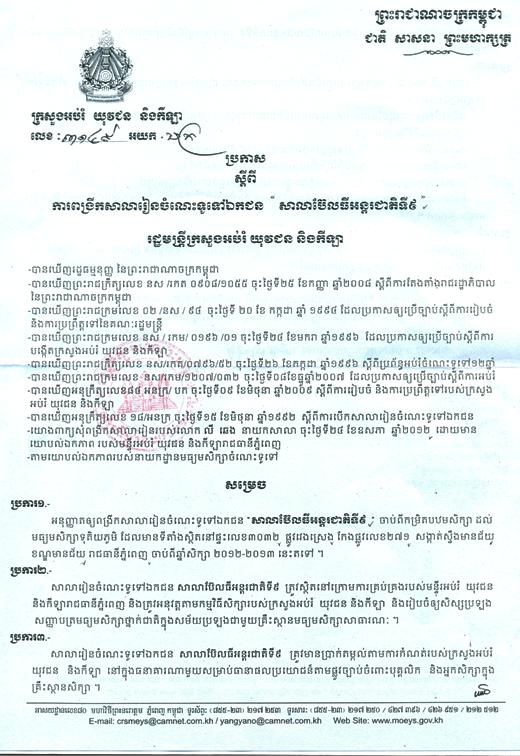 ព្រះរាជាណាចក្រកម្ពុជា
ជាតិ សាសនា ព្រះមហាក្សត្រ
ក្រសួងអប់រំ យុវជន និងកីឡា
លេខ : ៣១៤៩ អយក .
ប្រកាស
ស្តីពី
ការពង្រីកសាលារៀនចំណេះទូទៅឯកជន “ សាលាប៊ែលធីអន្តរជាតិទី៩ ”
រដ្ឋមន្ត្រីក្រសួងអប់រំ យុវជន និងកីឡា
-បានឃើញរដ្ឋធម្មនុញ្ញ នៃព្រះរាជាណាចក្រកម្ពុជា
-បានឃើញព្រះរាជក្រឹត្យលេខ នស /រកត ០៩០៨/១០៥៥ ចុះថ្ងៃទី២៥ ខែកញ្ញា ឆ្នាំ២០០៨ ស្តីពីការតែងតាំងរាជរដ្ឋាភិបាល
នៃព្រះរាជាណាចក្រកម្ពុជា
-បានឃើញព្រះរាជក្រមលេខ ០២ /នស / ៩៤ ចុះថ្ងៃទី ២០ ខែ កក្កដា ឆ្នាំ ១៩៩៤ ដែលប្រកាសឲ្យប្រើច្បាប់ស្តីពីការរៀបចំ
និងការប្រព្រឹត្តទៅនៃគណៈរដ្ឋមន្ត្រី
-បានឃើញព្រះរាជក្រមលេខ នស / រកម/ ០១៩៦ /០១ ចុះថ្ងៃទី២៤ ខែមករា ឆ្នាំ១៩៩៦ ដែលប្រកាសឲ្យប្រើច្បាប់ស្តីពីការ
បង្កើតក្រសួងអប់រំ យុវជន និងកីឡា
-បានឃើញព្រះរាជក្រឹត្យលេខ នស/រកត/០៧៩៦/៥២ ចុះថ្ងៃទី ២៦ ខែកក្កដា ឆ្នាំ១៩៩៦ ស្តីពីប្រព័ន្ធអប់រំចំណេះទូទៅ១២ឆ្នាំ
-បានឃើញព្រះរាជក្រមលេខ នស/រកម/១២០៧/០៣២ ចុះថ្ងៃទី០៨ខែធ្នូឆ្នាំ២០០៧ ដែលប្រកាសឲ្យប្រើច្បាប់ស្តីពីការអប់រំ
-បានឃើញអនុក្រឹត្យលេខ៨៤ អនក្រ / បក ចុះថ្ងៃទី០៩ ខែមិថុនា ឆ្នាំ២០០៩ ស្តីពីការរៀបចំ និងការប្រព្រឹត្តទៅរបស់ក្រសួង
អប់រំ យុវជន និងកីឡា
-បានឃើញអនុក្រឹត្យលេខ ១៨/អនក្រ ចុះថ្ងៃទី១៥ ខែមិថុនា ឆ្នាំ១៩៩២ ស្តីពីការបើកសាលារៀនចំណេះទូទៅឯកជន
-យោងពាក្យសុំពង្រីកសាលារៀនរបស់លោក លី ឆេង នាយកសាលា ចុះថ្ងៃទី២៨ ខែឧសភា ឆ្នាំ២០១២ ដោយមាន
យោបល់ឯកភាព របស់មន្ទីរអប់រំ យុវជន និងកីឡារាជធានីភ្នំពេញ
-តាមយោបល់ឯកភាពរបស់នាយកដ្ឋានមធ្យមសិក្សាចំណេះទូទៅ
សម្រេច
ប្រការ១.
អនុញ្ញាតឲ្យពង្រីកសាលារៀនចំណេះទូទៅឯកជន “សាលាប៊ែលធីអន្តរជាតិទី៩ ” ចាប់ពីកម្រិតបឋមសិក្សា ដល់
មធ្យមសិក្សាទុតិយភូមិ ដែលមានទីតាំងស្ថិតនៅផ្ទះលេខ៣០៣២ ផ្លូវវេងស្រេង កែងផ្លូវលេខ២៧១ សង្កាត់ស្ទឹងមានជ័យ
ខណ្ឌមានជ័យ រាជធានីភ្នំពេញ ចាប់ពីឆ្នាំសិក្សា ២០១២-២០១៣ នេះតទៅ ។
ប្រការ២.
សាលារៀនចំណេះទូទៅឯកជន សាលាប៊ែលធីអន្តរជាតិទី៩ ត្រូវស្ថិតនៅក្រោមការគ្រប់គ្រងរបស់មន្ទីរអប់រំ យុវជន
និងកីឡារាជធានីភ្នំពេញ និងត្រូវអនុវត្តតាមកម្មវិធីសិក្សារបស់ក្រសួងអប់រំ យុវជន និងកីឡា និងរៀបចំឲ្យសិស្សប្រឡង
សញ្ញាបត្រមធ្យមសិក្សាថ្នាក់ជាតិក្នុងសម័យប្រឡងជាមួយគ្រឹះស្ថានមធ្យមសិក្សាសាធារណៈ ។
ប្រការ៣.
សាលារៀនចំណេះទូទៅឯកជន សាលាប៊ែលធីអន្តរជាតិទី៩ ត្រូវមានប្រាក់តម្កល់តាមការកំណត់របស់ក្រសួងអប់រំ
យុវជន និងកីឡា នៅក្នុងធនាគារណាមួយសម្រាប់ធានាផលប្រយោជន៍តាមផ្លូវច្បាប់ចំពោះបុគ្គលិក និងអ្នកសិក្សាក្នុង
គ្រឹះស្ថានសិក្សា ។
អាសយដ្ឋានលេខ៨០ មហាវិថីព្រះនរោត្តម ភ្នំពេញ កម្ពុជា ទូរស័ព្ទៈ (៨៥៥-២៣) ២១៧ ២៥៣ ទូរសារៈ (៨៥៥-២៣) ២១៧ ២៥០ / ៤២៧ ៣៩៦ / ៤២៦ ៩៥១ / ២១២ ៥១២
E-mail: crsmeys@camnet.com.kh / yangyano@camnet.com.kh Web Site: www.moeys.gov.kh